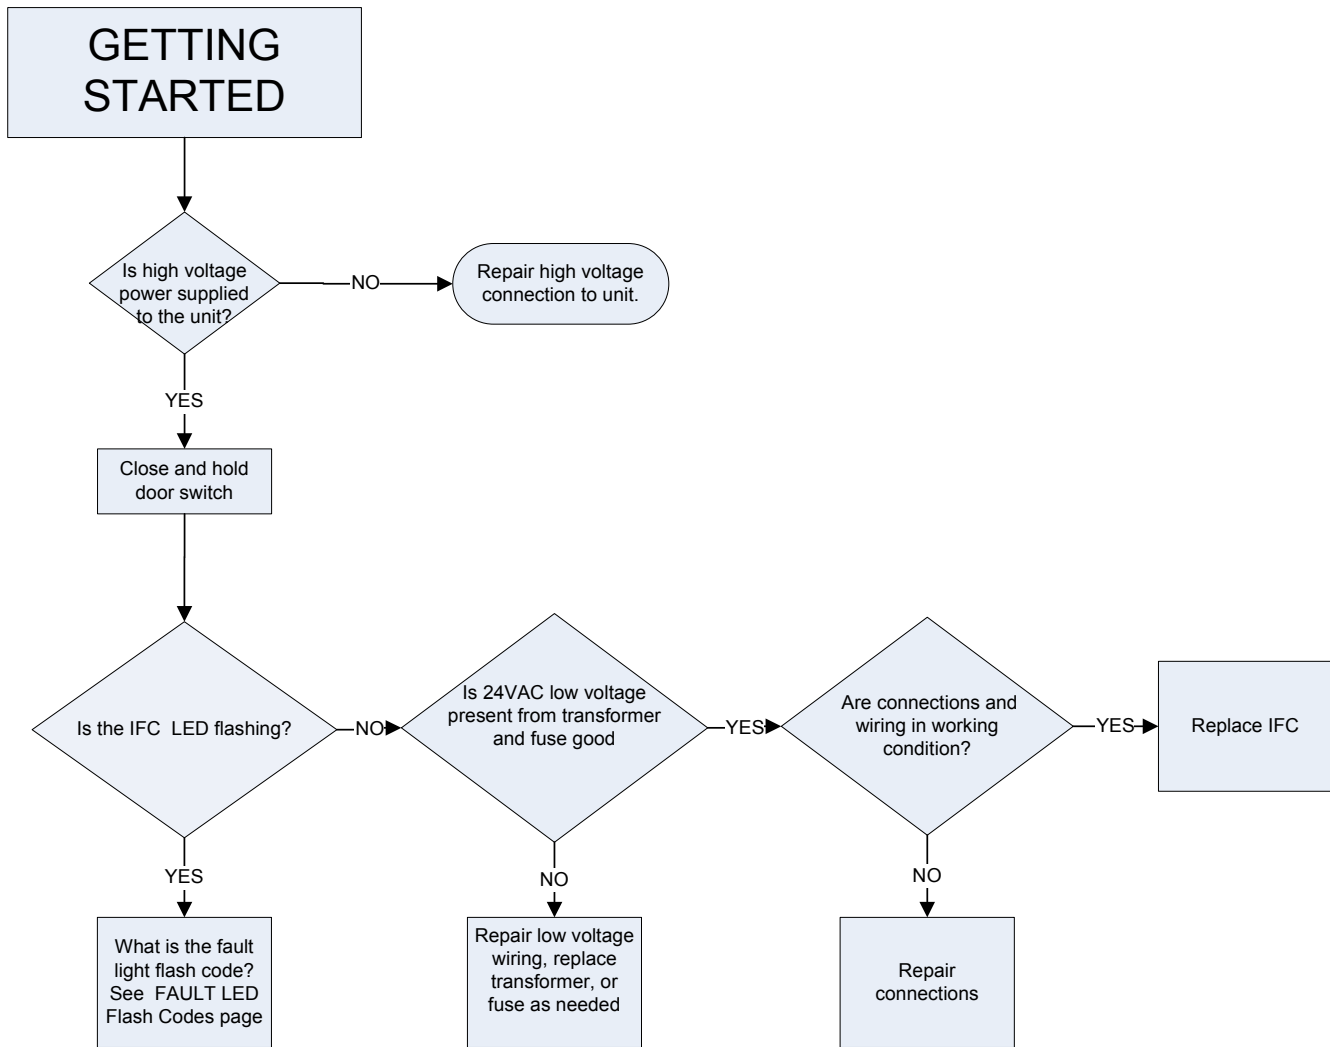 GETTING
STARTED
Is high voltage
power supplied
to the unit?
NO
Repair high voltage
connection to unit.
YES
Close and hold
door switch
Is the IFC  LED flashing?
NO
Is 24VAC low voltage
present from transformer
and fuse good
YES
Are connections and
wiring in working
condition?
YES
Replace IFC
YES
NO
NO
What is the fault
light flash code?
See  FAULT LED
Flash Codes page
Repair low voltage
wiring, replace
transformer, or
fuse as needed
Repair
connections